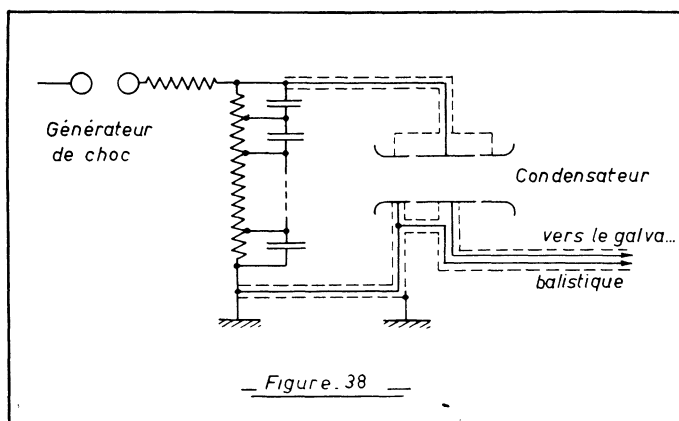 Générateur
de choc
Condensateur
vers le galva...
balistique
_ Figure. 38 _